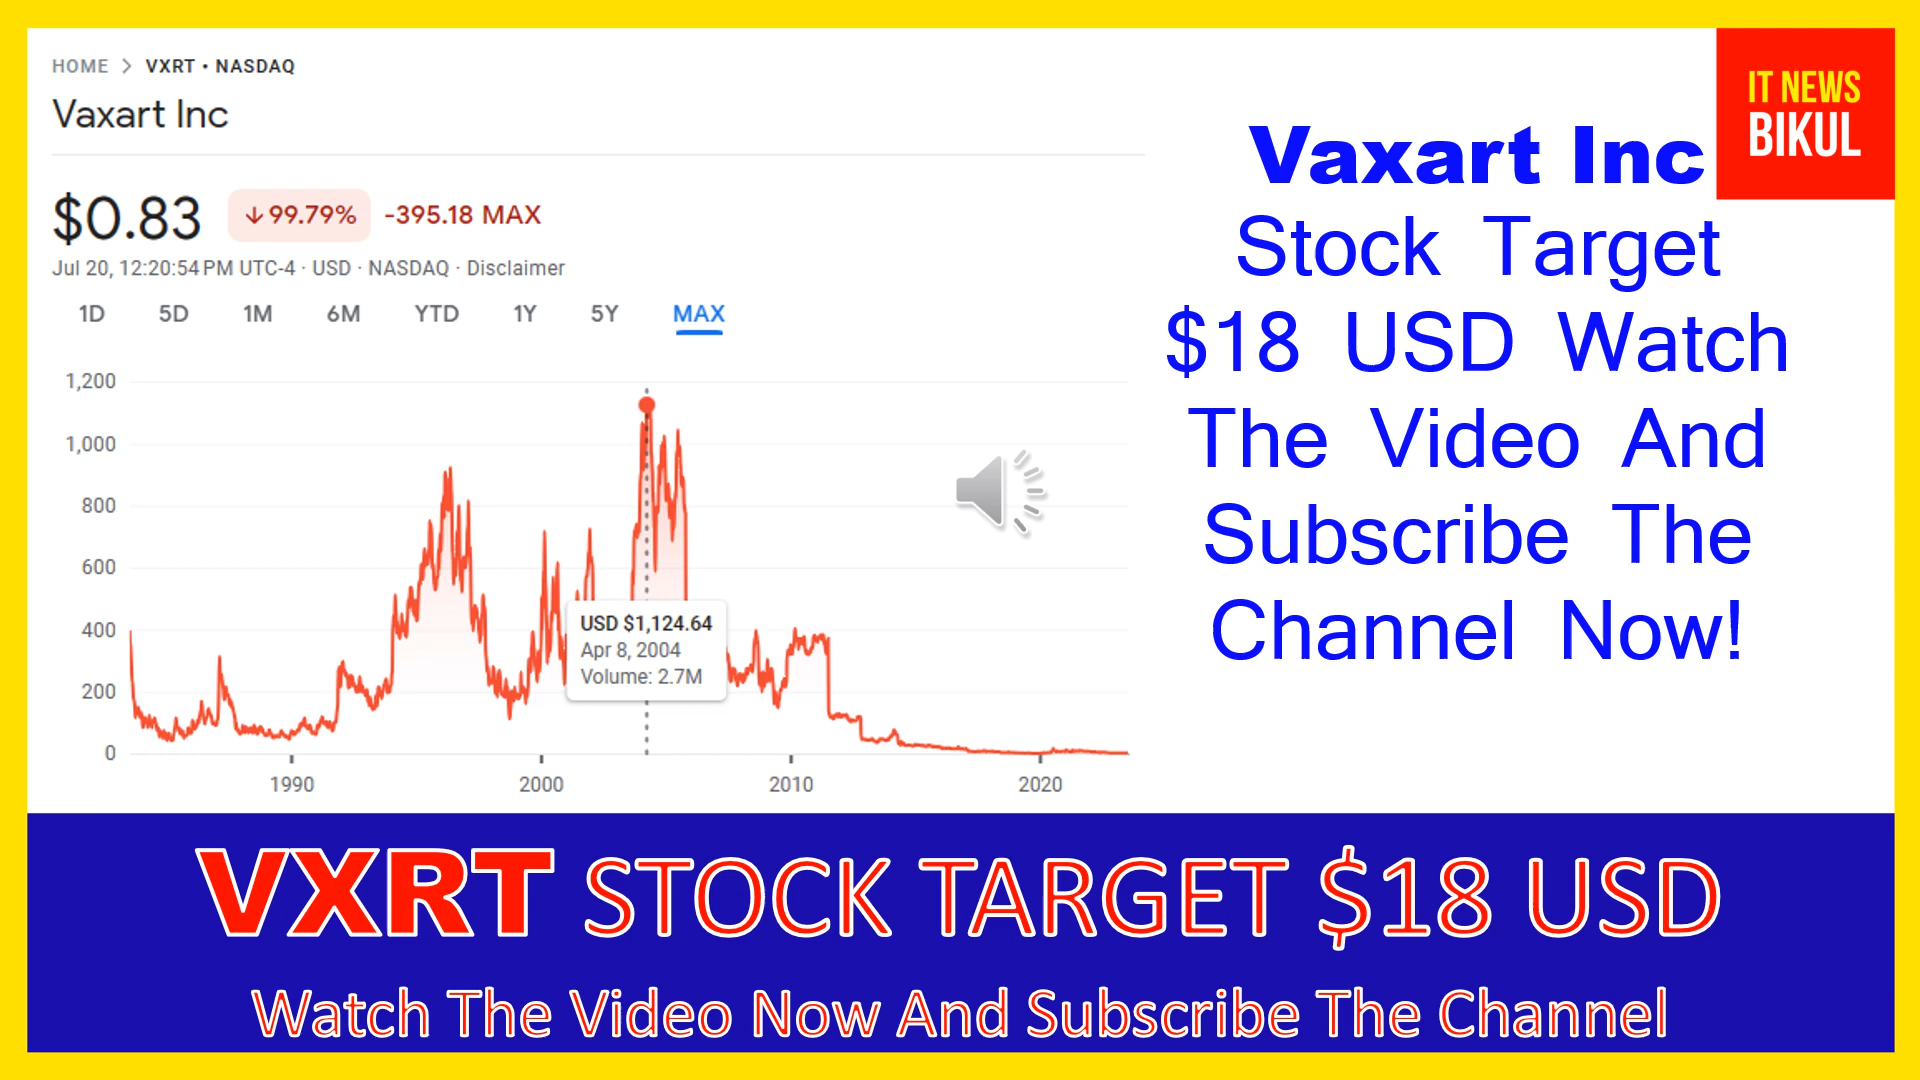 HOME > VXRT • NASDAQ
Vaxart Inc
$0.83 ↓99.79% -395.18 MAX
Jul 20, 12:20:54 PM UTC-4 · USD · NASDAQ · Disclaimer
1D 5D 1M 6M YTD 1Y 5Y MAX
1,200
1,000
800
600
400
200
0
USD $1,124.64
Apr 8, 2004
Volume: 2.7M
1990 2000 2010 2020
IT NEWS
BIKUL
Vaxart Inc
Stock Target
$18 USD Watch
The Video And
Subscribe The
Channel Now!
VXRT STOCK TARGET $18 USD
Watch The Video Now And Subscribe The Channel